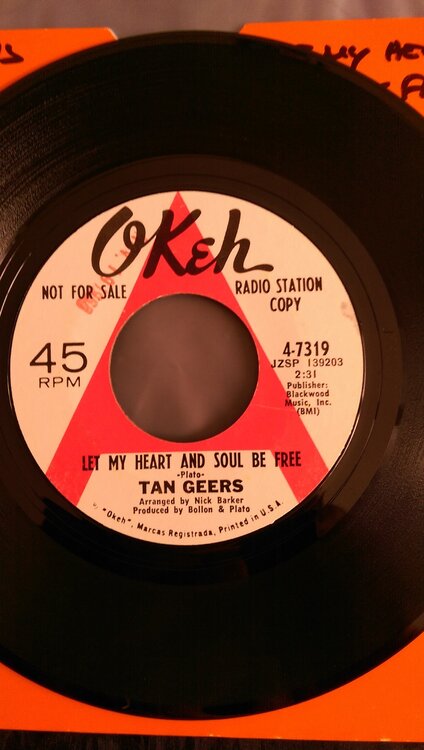 OKeh
NOT FOR SALE
RADIO STATION
COPY
45
RPM
4-7319
JZSP 139203
2:31
Publisher:
Blackwood
Music, Inc.
(BMI)
LET MY HEART AND SOUL BE FREE
-Plato-
TAN GEERS
Arranged by Nick Barker
Produced by Bollon & Plato
"Okeh", Marcas Registrada. Printed in U.S.A.